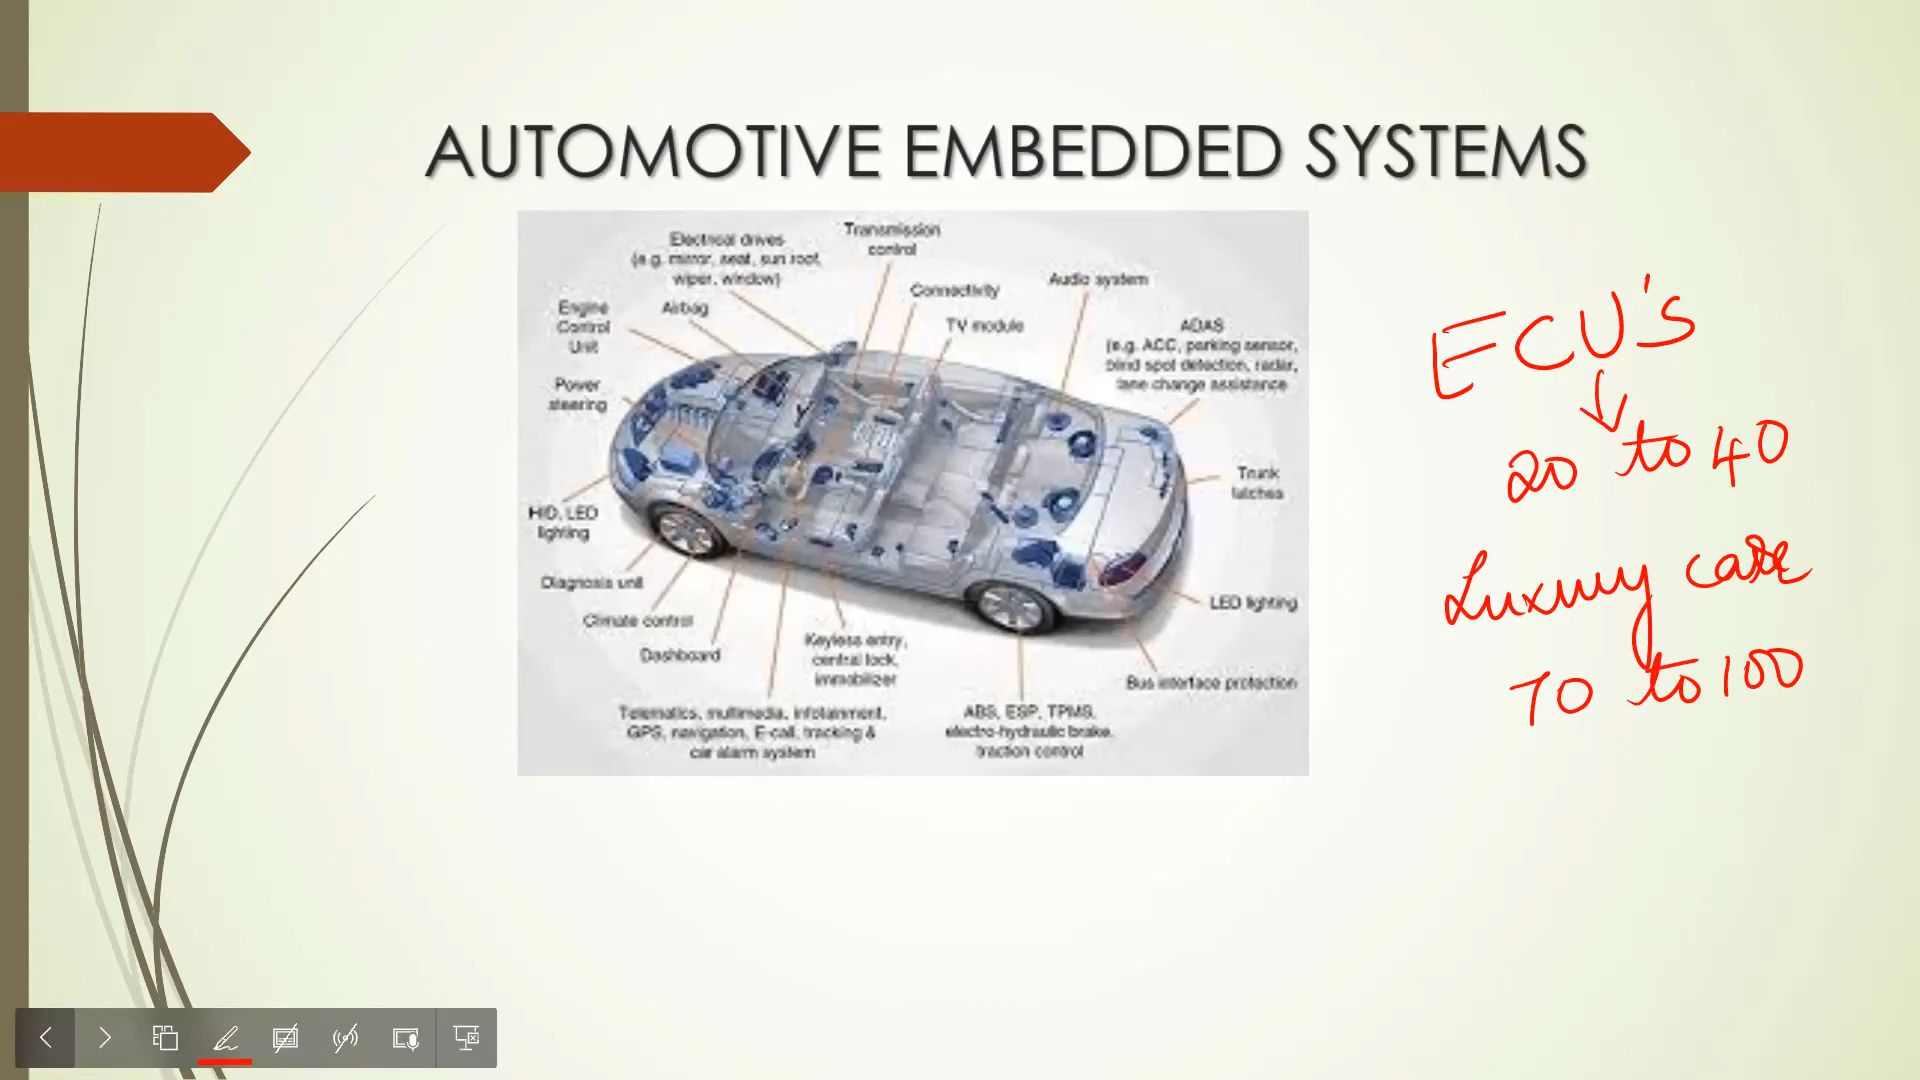 AUTOMOTIVE EMBEDDED SYSTEMS
Electrical drives
(e.g. mirror, seat, sun roof,
wiper, window)
Transmission
control
Connectivity
Audio system
TV module
Engine
Control
Unit
Airbag
ADAS
(e.g. ACC, parking sensor,
blind spot detection, radar,
lane change assistance
Power
steering
Trunk
latches
HID, LED
lighting
Diagnosis unit
Climate control
Dashboard
Keyless entry,
central lock,
immobilizer
LED lighting
Bus interface protection
Telematics, multimedia, infotainment,
GPS, navigation, E-call, tracking &
car alarm system
ABS, ESP, TPMS,
electro-hydraulic brake,
traction control
ECU's
20 to 40
Luxury
70 to 100